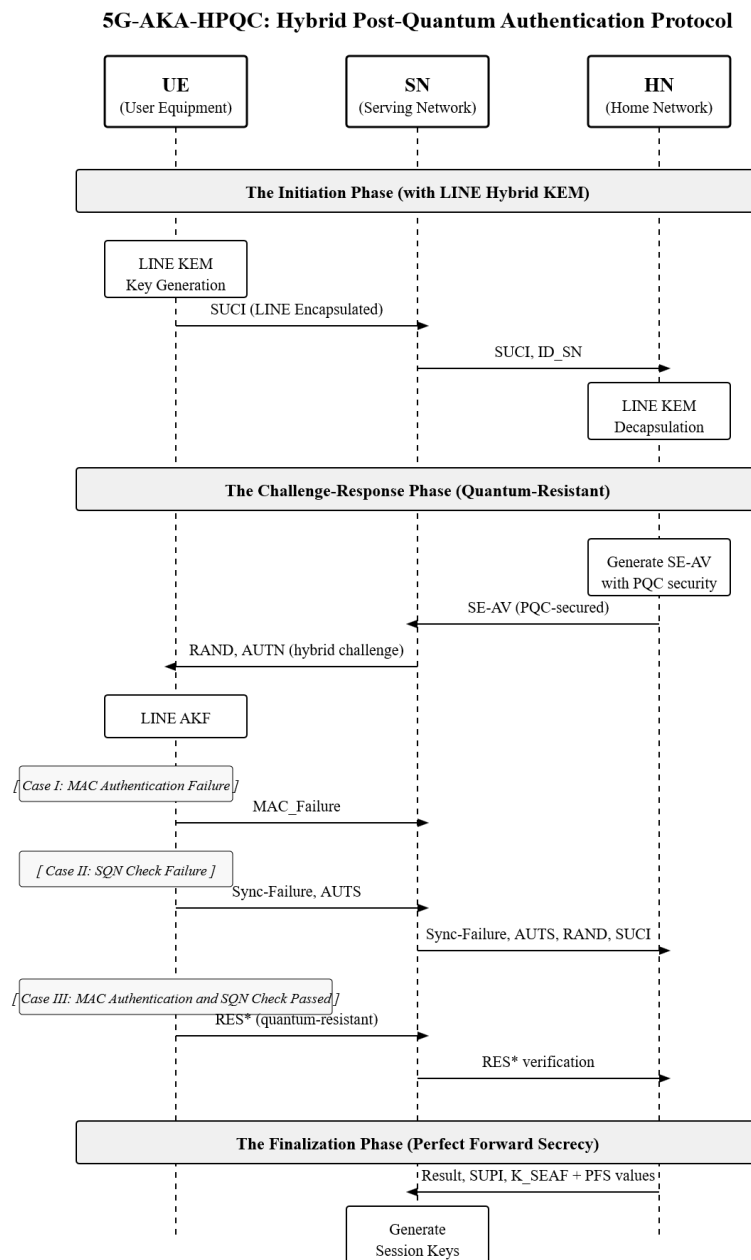 5G-AKA-HPQC: Hybrid Post-Quantum Authentication Protocol
UE
(User Equipment)
SN
(Serving Network)
HN
(Home Network)
The Initiation Phase (with LINE Hybrid KEM)
LINE KEM
Key Generation
SUCI (LINE Encapsulated)
SUCI, ID_SN
LINE KEM
Decapsulation
The Challenge-Response Phase (Quantum-Resistant)
Generate SE-AV
with PQC security
SE-AV (PQC-secured)
RAND, AUTN (hybrid challenge)
LINE AKF
[ Case I: MAC Authentication Failure ]
MAC_Failure
[ Case II: SQN Check Failure ]
Sync-Failure, AUTS
Sync-Failure, AUTS, RAND, SUCI
[ Case III: MAC Authentication and SQN Check Passed ]
RES* (quantum-resistant)
RES* verification
The Finalization Phase (Perfect Forward Secrecy)
Result, SUPI, K_SEAF + PFS values
Generate
Session Keys